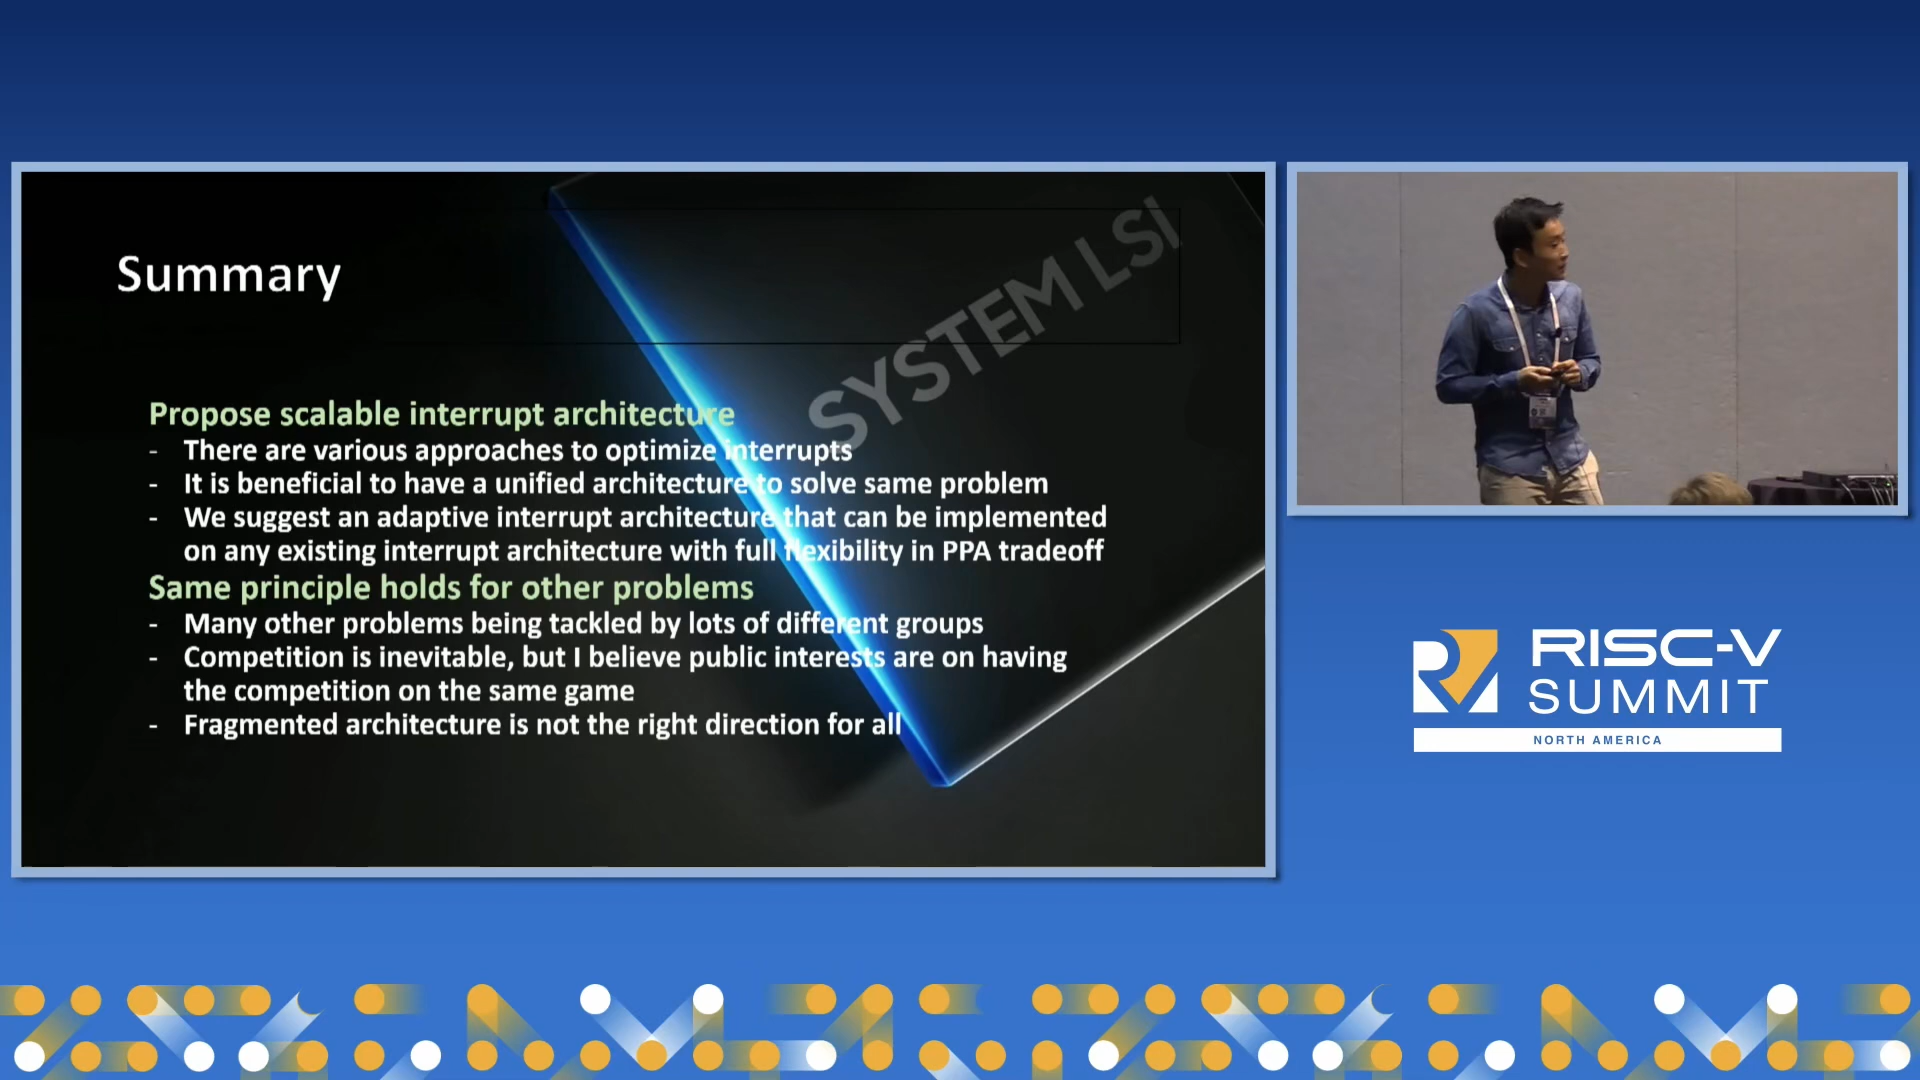 Summary
SYSTEM LSI
Propose scalable interrupt architecture
- There are various approaches to optimize interrupts
- It is beneficial to have a unified architecture to solve same problem
- We suggest an adaptive interrupt architecture that can be implemented
on any existing interrupt architecture with full flexibility in PPA tradeoff
Same principle holds for other problems
- Many other problems being tackled by lots of different groups
- Competition is inevitable, but I believe public interests are on having
the competition on the same game
- Fragmented architecture is not the right direction for all
RISC-V
SUMMIT
NORTH AMERICA